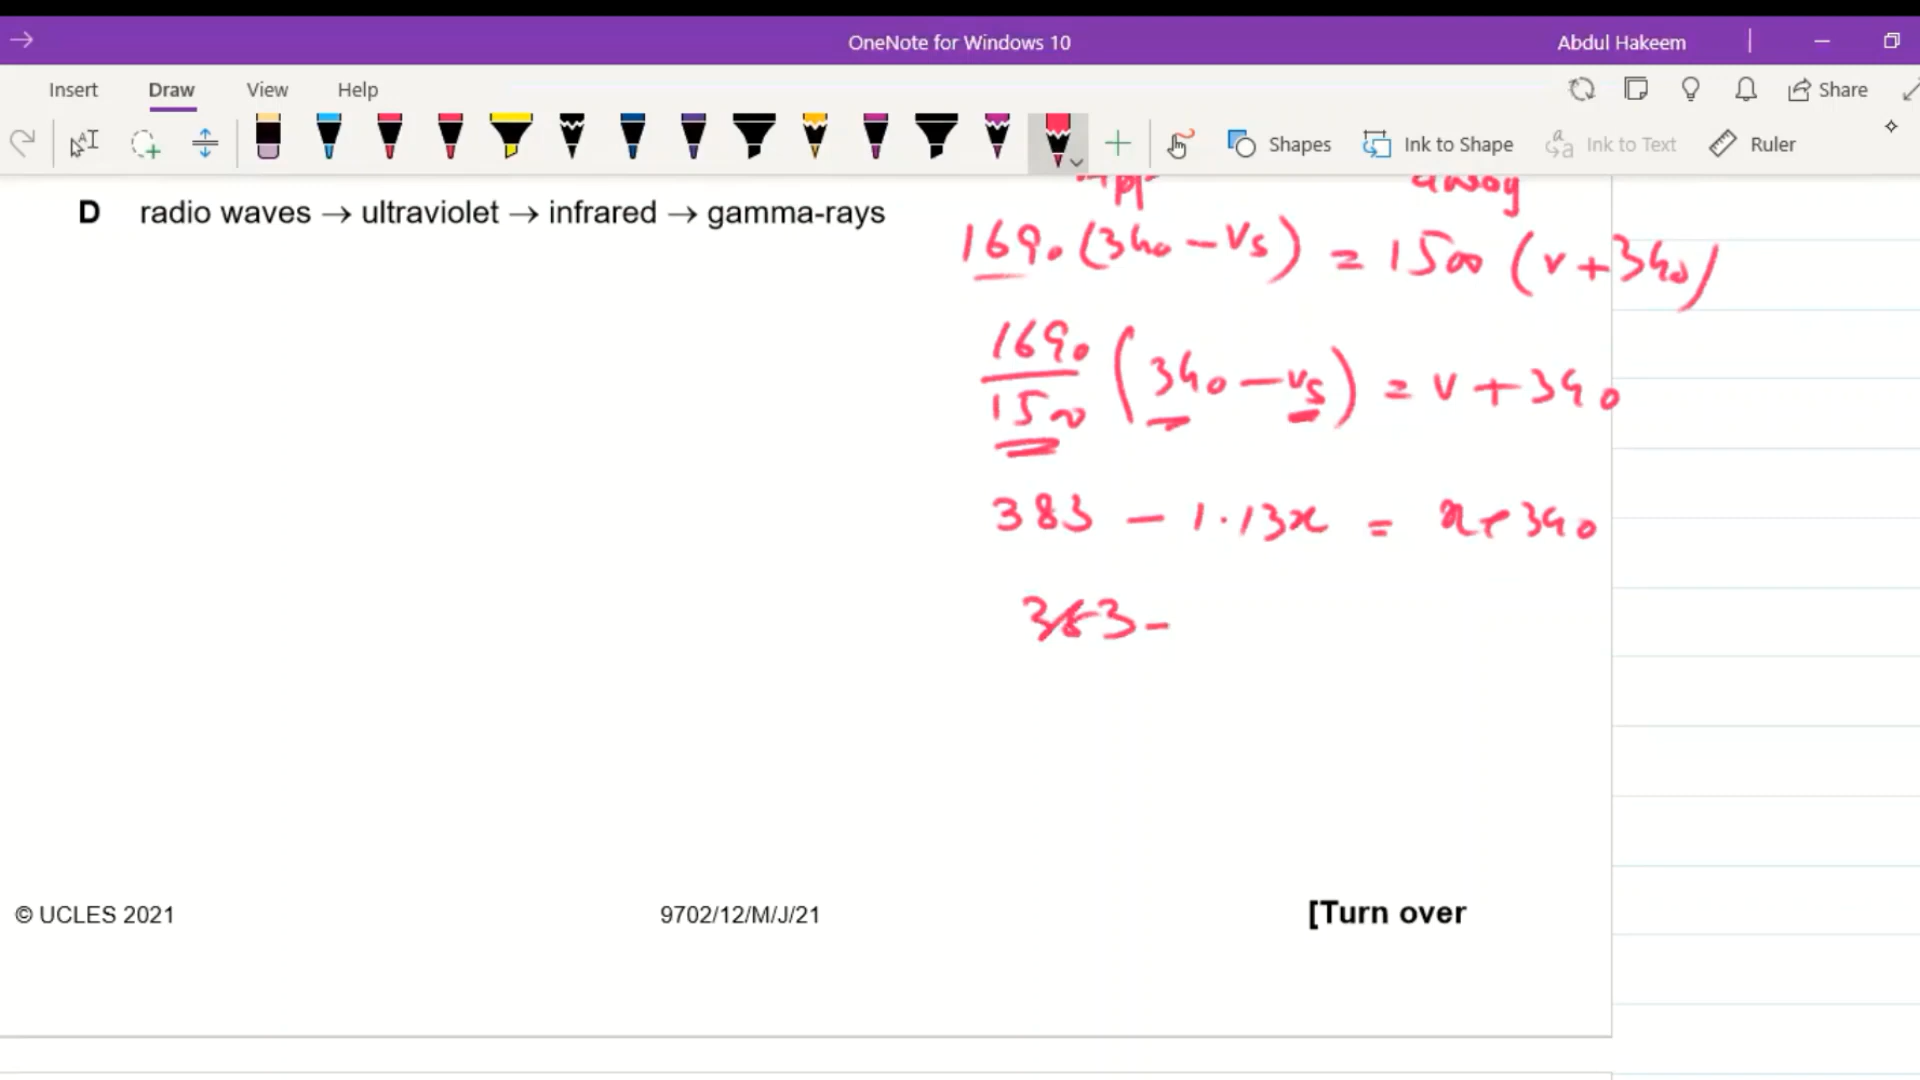 OneNote for Windows 10
Abdul Hakeem
Insert Draw View Help
Share
Shapes Ink to Shape Ink to Text Ruler
away
D radio waves → ultraviolet → infrared → gamma-rays
1690(340 − Vs) = 1500 (v + 340)
1690/1500 (340 − vs) = v + 340
383 − 1.13x = x + 340
383 −
© UCLES 2021
9702/12/M/J/21
[Turn over